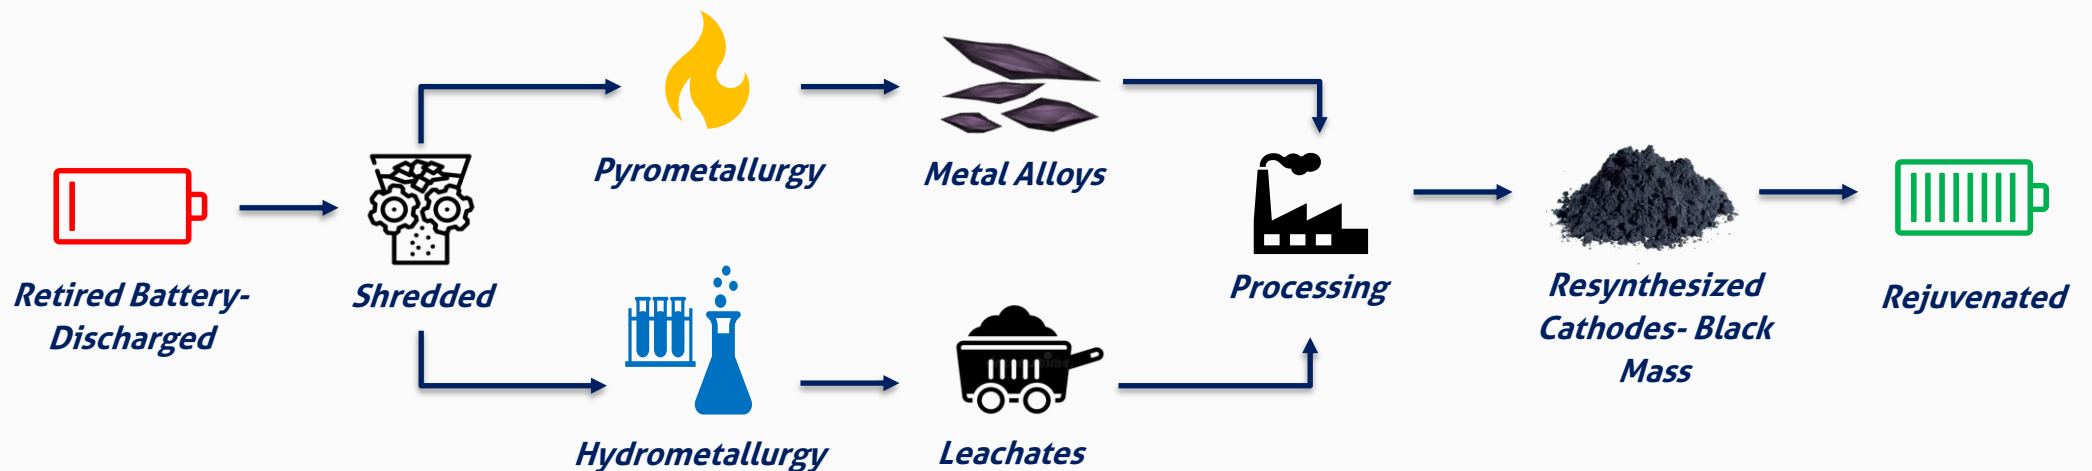 Pyrometallurgy
Metal Alloys
Retired Battery-
Discharged
Shredded
Processing
Resynthesized
Cathodes- Black
Mass
Rejuvenated
Hydrometallurgy
Leachates